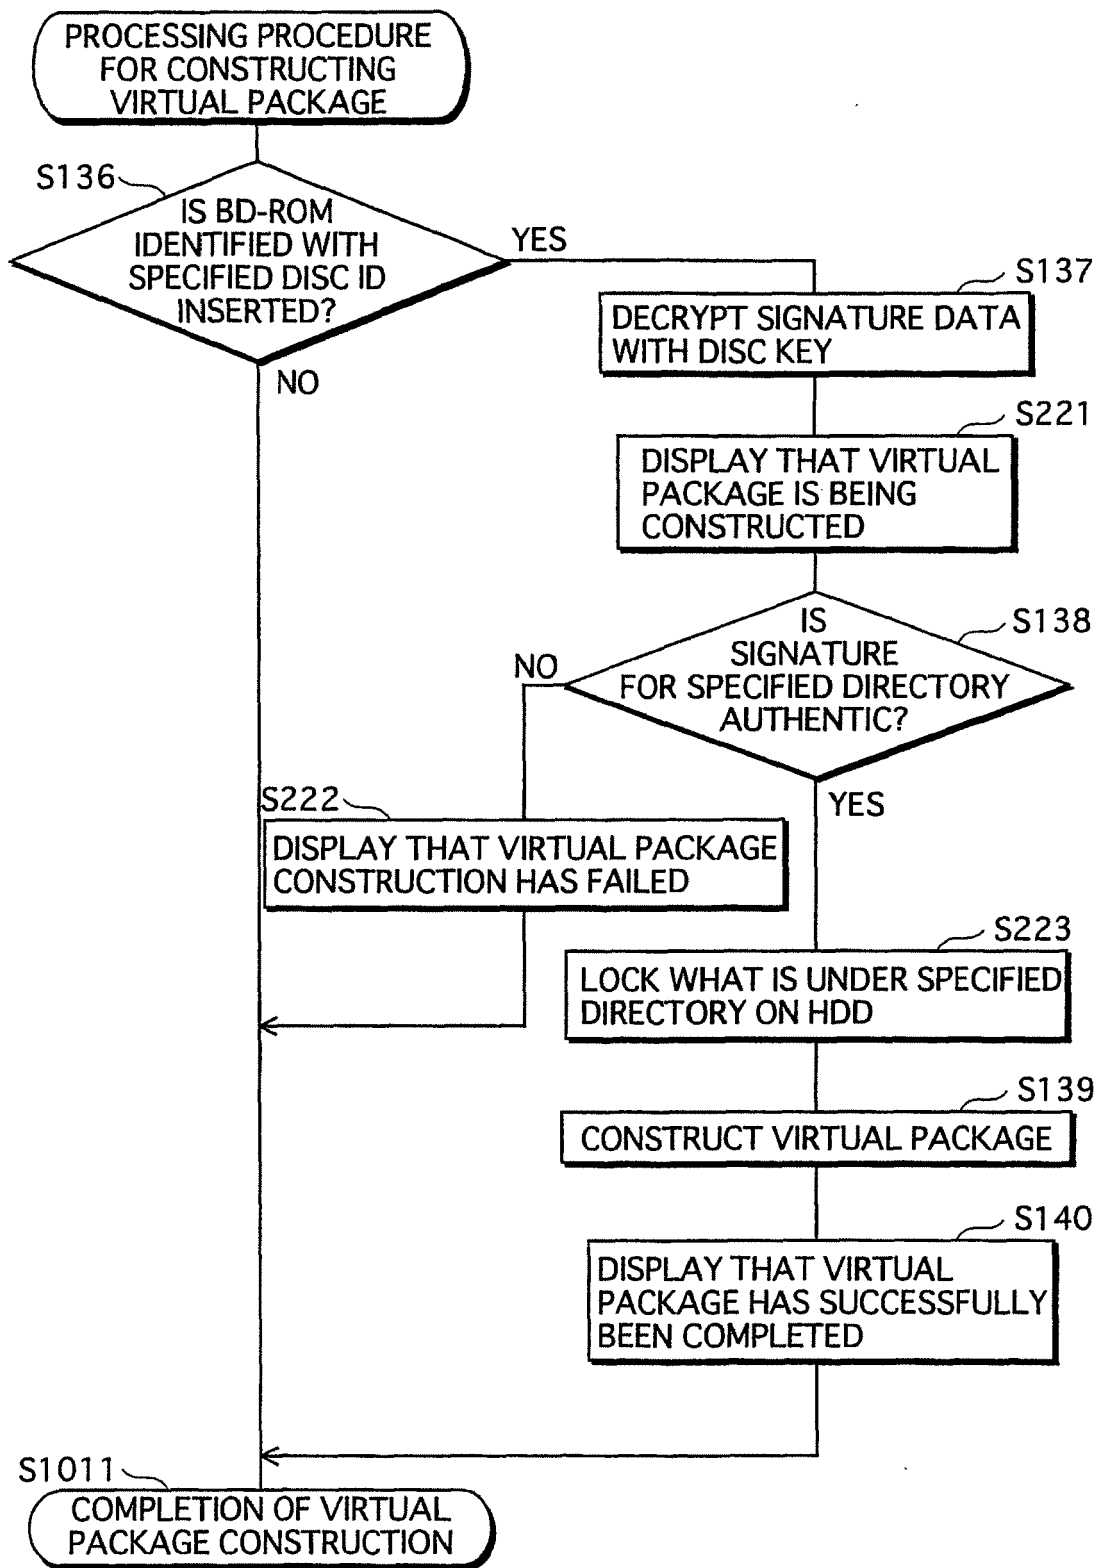 PROCESSING PROCEDURE
FOR CONSTRUCTING
VIRTUAL PACKAGE
S136
IS BD-ROM
IDENTIFIED WITH
SPECIFIED DISC ID
INSERTED?
YES
NO
S137
DECRYPT SIGNATURE DATA
WITH DISC KEY
S221
DISPLAY THAT VIRTUAL
PACKAGE IS BEING
CONSTRUCTED
S138
IS
SIGNATURE
FOR SPECIFIED DIRECTORY
AUTHENTIC?
NO
YES
S222
DISPLAY THAT VIRTUAL PACKAGE
CONSTRUCTION HAS FAILED
S223
LOCK WHAT IS UNDER SPECIFIED
DIRECTORY ON HDD
S139
CONSTRUCT VIRTUAL PACKAGE
S140
DISPLAY THAT VIRTUAL
PACKAGE HAS SUCCESSFULLY
BEEN COMPLETED
S1011
COMPLETION OF VIRTUAL
PACKAGE CONSTRUCTION